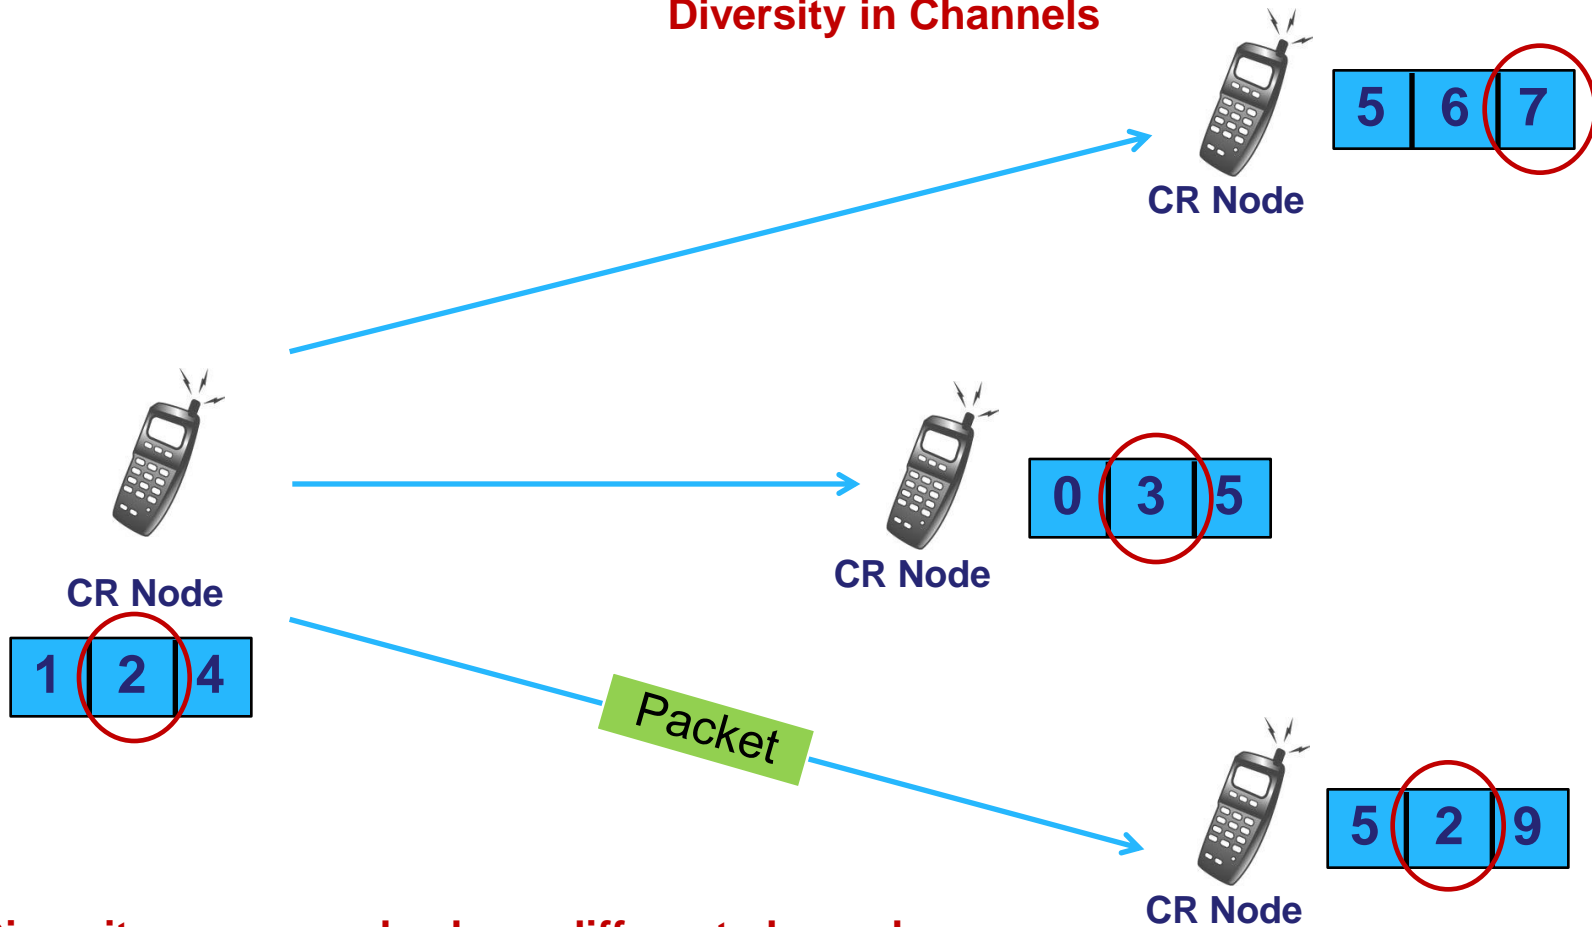 Diversity in Channels
5 6 7
CR Node
0 3 5
CR Node
CR Node
1 2 4
Packet
5 2 9
CR Node